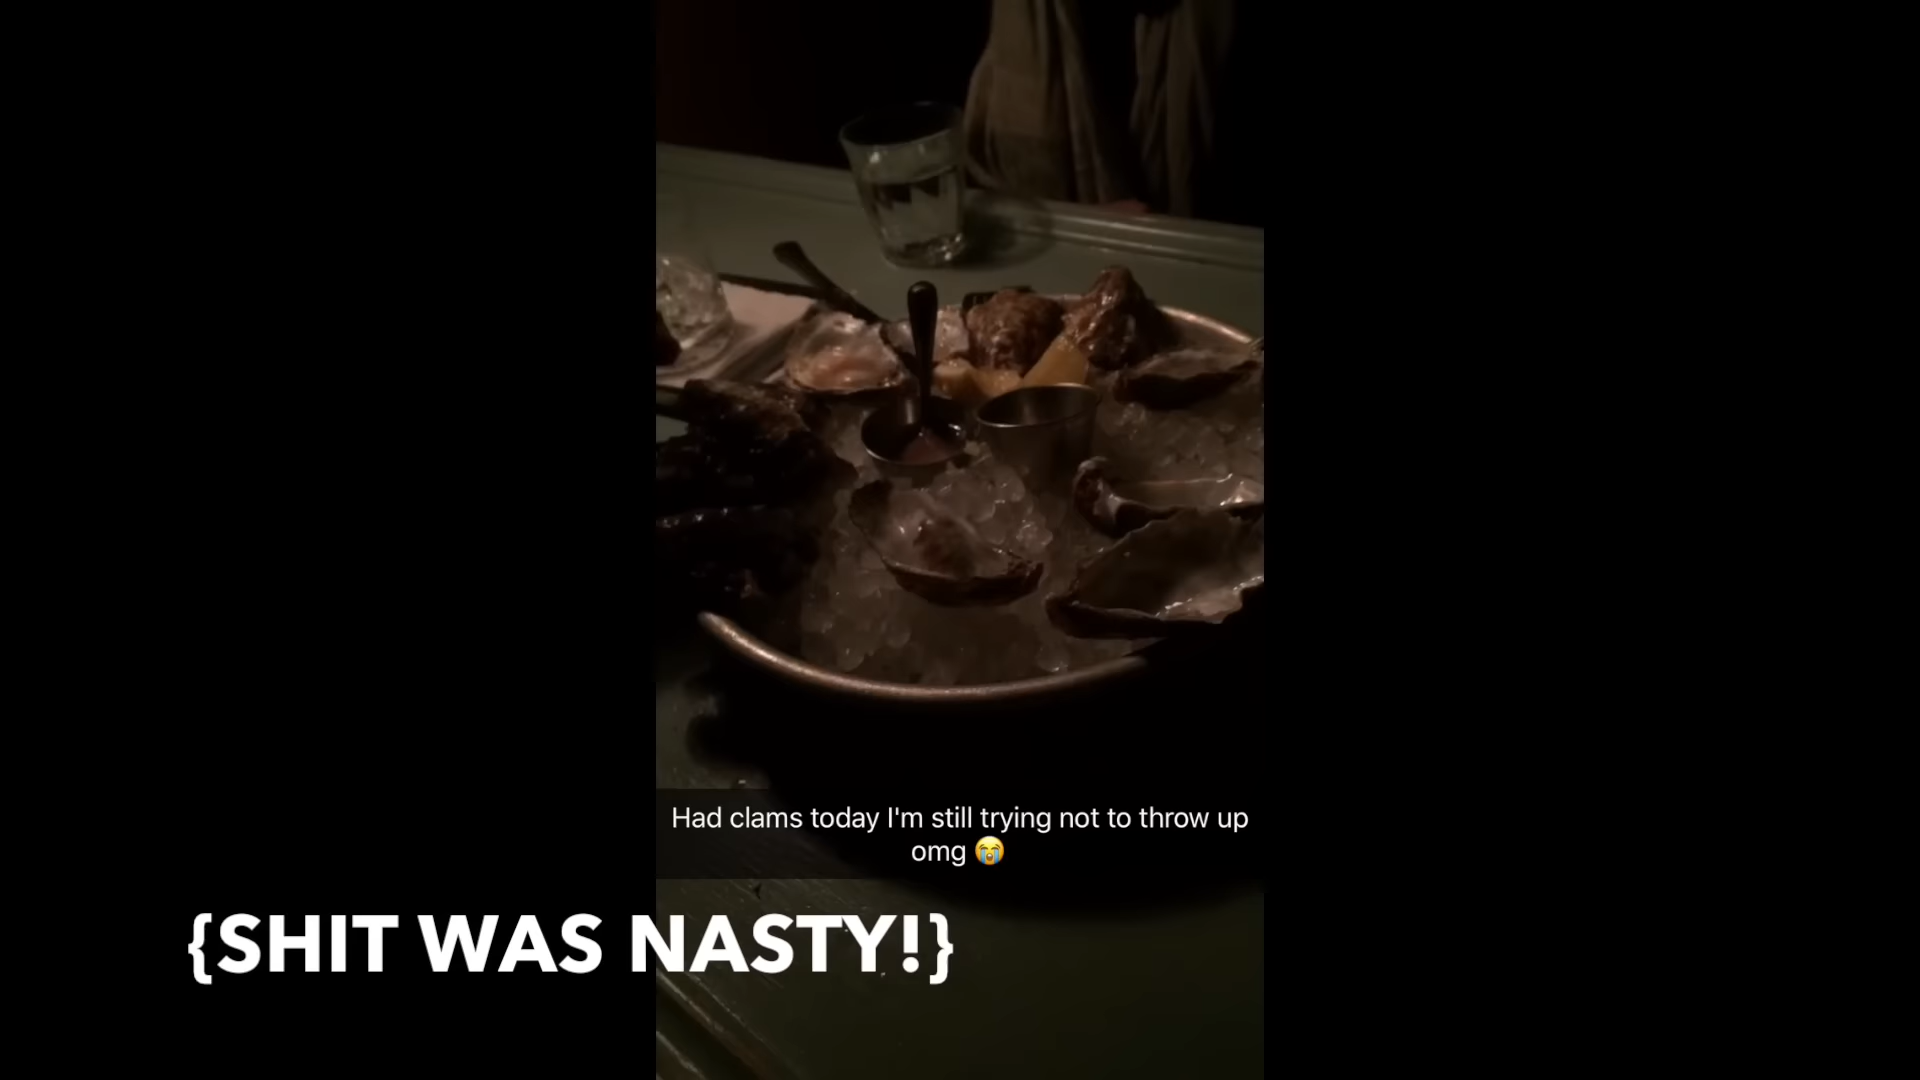 Had clams today I'm still trying not to throw up
omg 😭
{SHIT WAS NASTY!}